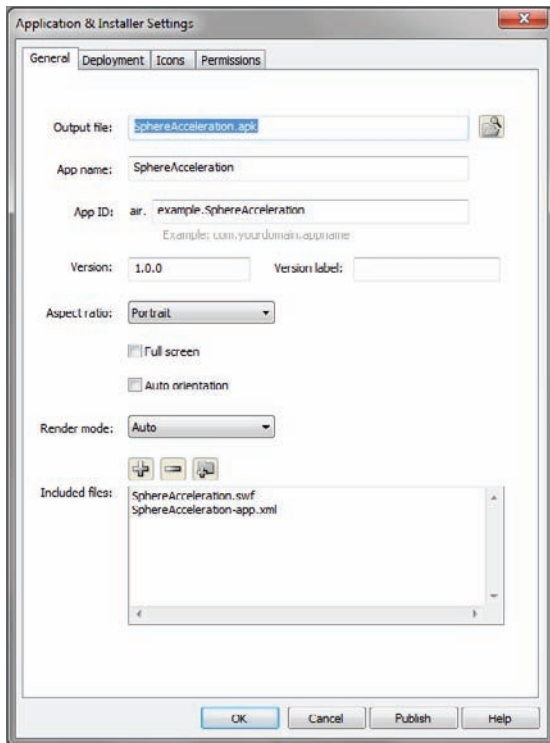 Application & Installer Settings
General Deployment Icons Permissions
Output file: SphereAcceleration.apk
App name: SphereAcceleration
App ID: air. example.SphereAcceleration
Example: com.yourdomain.appname
Version: 1.0.0 Version label:
Aspect ratio: Portrait
Full screen
Auto orientation
Render mode: Auto
Included files: SphereAcceleration.swf
SphereAcceleration-app.xml
OK Cancel Publish Help